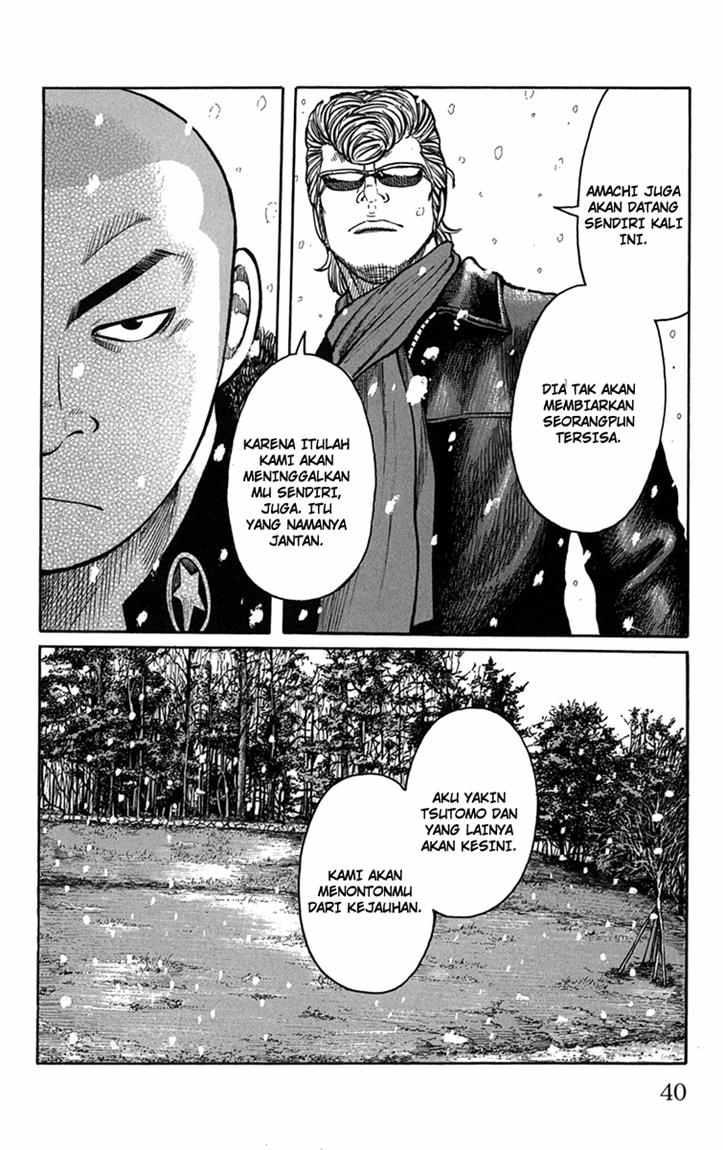 AMACHI JUGA
AKAN DATANG
SENDIRI KALI
INI.
DIA TAK AKAN
MEMBIARKAN
SEORANGPUN
TERSISA.
KARENA ITULAH
KAMI AKAN
MENINGGALKAN
MU SENDIRI,
JUGA. ITU
YANG NAMANYA
JANTAN.
AKU YAKIN
TSUTOMO DAN
YANG LAINYA
AKAN KESINI.
KAMI AKAN
MENONTONMU
DARI KEJAUHAN.
40